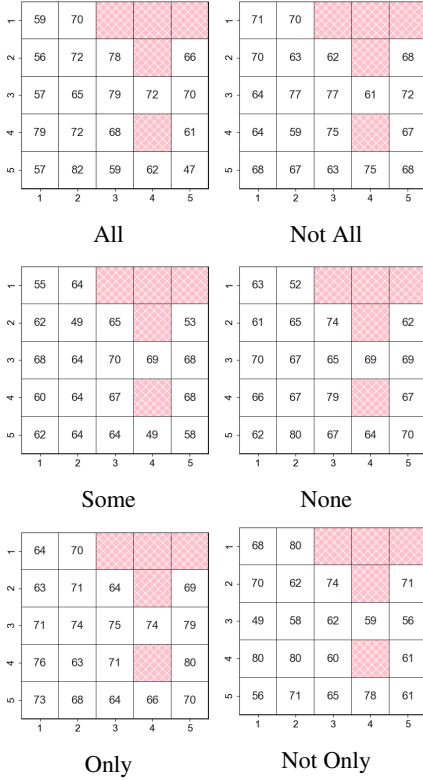 1 59 70 1 71 70
2 56 72 78 66 2 70 63 62 68
3 57 65 79 72 70 3 64 77 77 61 72
4 79 72 68 61 4 64 59 75 67
5 57 82 59 62 47 5 68 67 63 75 68
1 2 3 4 5 1 2 3 4 5
All Not All
1 55 64 1 63 52
2 62 49 65 53 2 61 65 74 62
3 68 64 70 69 68 3 70 67 65 69 69
4 60 64 67 68 4 66 67 79 67
5 62 64 64 49 58 5 62 80 67 64 70
1 2 3 4 5 1 2 3 4 5
Some None
1 64 70 1 68 80
2 63 71 64 69 2 70 62 74 71
3 71 74 75 74 79 3 49 58 62 59 56
4 76 63 71 80 4 80 80 60 61
5 73 68 64 66 70 5 56 71 65 78 61
1 2 3 4 5 1 2 3 4 5
Only Not Only